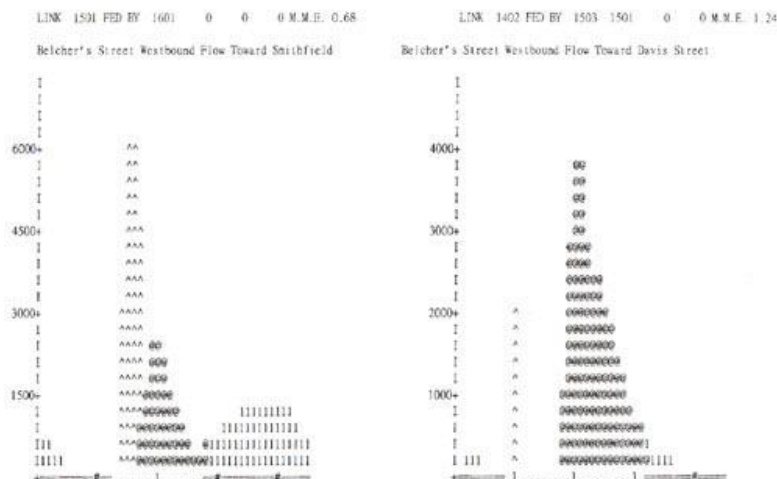 LINK 1501 FED BY 1601 0 0 0 M.M.E. 0.68
Belcher's Street Westbound Flow Toward Smithfield
6000+
4500+
3000+
1500+
LINK 1402 FED BY 1503 1501 0 0 M.M.E. 1.24
Belcher's Street Westbound Flow Toward Davis Street
4000+
3000+
2000+
1000+